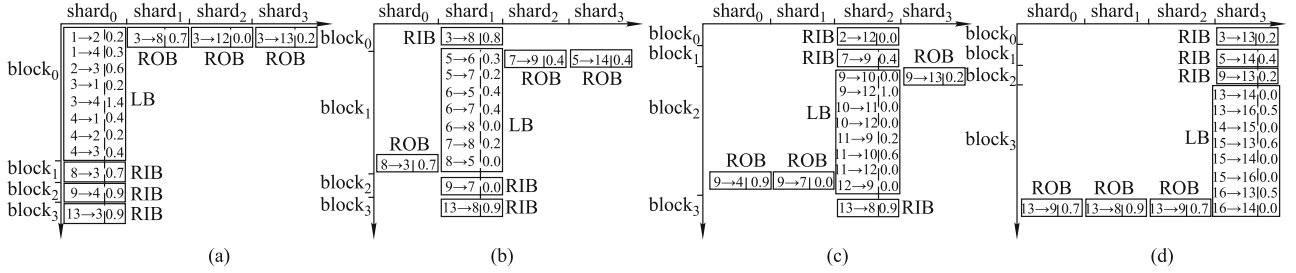 shard0 shard1 shard2 shard3
block0
1→2 0.2
1→4 0.3
2→3 0.6
3→1 0.2
3→4 1.4
4→1 0.4
4→2 0.2
4→3 0.4
LB
3→8 0.7
ROB
3→12 0.0
ROB
3→13 0.2
ROB
block1
8→3 0.7 RIB
block2
9→4 0.9 RIB
block3
13→3 0.9 RIB
(a)
shard0 shard1 shard2 shard3
block0
RIB 3→8 0.8
block1
5→6 0.3
5→7 0.2
6→5 0.4
6→7 0.4
6→8 0.0
7→8 0.2
8→5 0.0
LB
7→9 0.4
ROB
5→14 0.4
ROB
ROB
8→3 0.7
block2
9→7 0.0 RIB
block3
13→8 0.9 RIB
(b)
shard0 shard1 shard2 shard3
block0
RIB 2→12 0.0
block1
RIB 7→9 0.4
ROB
9→13 0.2
block2
9→10 0.0
9→12 1.0
10→11 0.0
10→12 0.0
11→9 0.2
11→10 0.6
11→12 0.0
12→9 0.0
LB
ROB
9→4 0.9
ROB
9→7 0.0
block3
13→8 0.9 RIB
(c)
shard0 shard1 shard2 shard3
block0
RIB 3→13 0.2
block1
RIB 5→14 0.4
block2
RIB 9→13 0.2
block3
13→14 0.0
13→16 0.5
14→15 0.0
15→13 0.6
15→14 0.0
15→16 0.0
16→13 0.5
16→14 0.0
LB
ROB
13→9 0.7
ROB
13→8 0.9
ROB
13→9 0.7
(d)